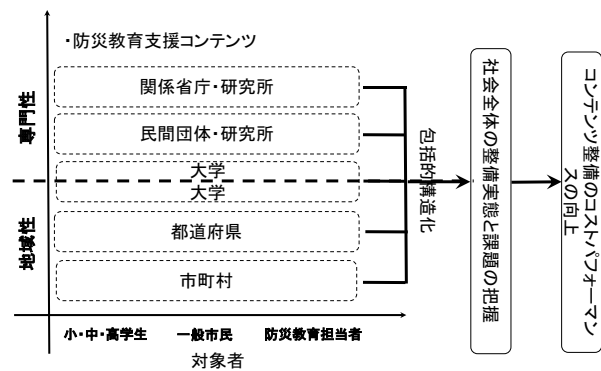 ・防災教育支援コンテンツ
専門性
関係省庁・研究所
民間団体・研究所
大学
大学
地域性
都道府県
市町村
小・中・高学生
一般市民
防災教育担当者
対象者
包括的構造化
社会全体の整備実態と課題の把握
コンテンツ整備のコストパフォーマン
スの向上